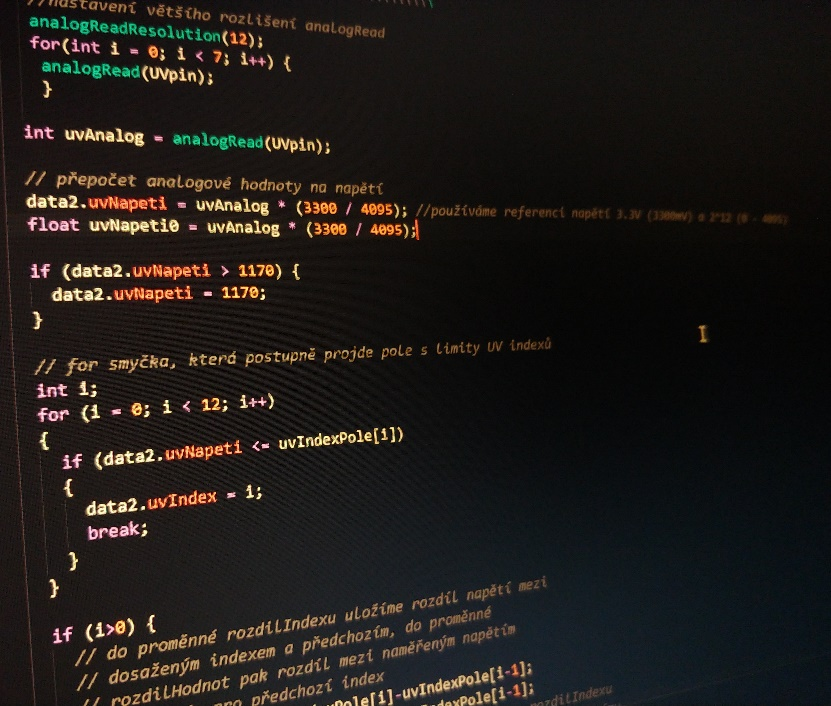 //nastavení většího rozlišení analogRead
analogReadResolution(12);
for(int i = 0; i < 7; i++) {
analogRead(UVpin);
}
int uvAnalog = analogRead(UVpin);
// přepočet analogové hodnoty na napětí
data2.uvNapeti = uvAnalog * (3300 / 4095); //používáme referencí napětí 3.3V (3300mV) a 2^12 (0 - 4095)
float uvNapeti0 = uvAnalog * (3300 / 4095);
if (data2.uvNapeti > 1170) {
data2.uvNapeti = 1170;
}
// for smyčka, která postupně projde pole s limity UV indexů
int i;
for (i = 0; i < 12; i++)
{
if (data2.uvNapeti <= uvIndexPole[i])
{
data2.uvIndex = i;
break;
}
}
if (i>0) {
// do proměnné rozdilIndexu uložíme rozdíl napětí mezi
// dosaženým indexem a předchozím, do proměnné
// rozdilHodnot pak rozdíl mezi naměřeným napětím
pro předchozí index
Pole[i]-uvIndexPole[i-1];
dexPole[i-1];
rozdilIndexu